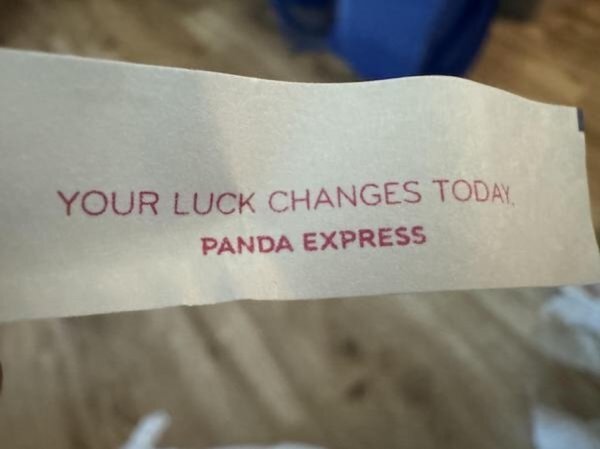 YOUR LUCK CHANGES TODAY.
PANDA EXPRESS